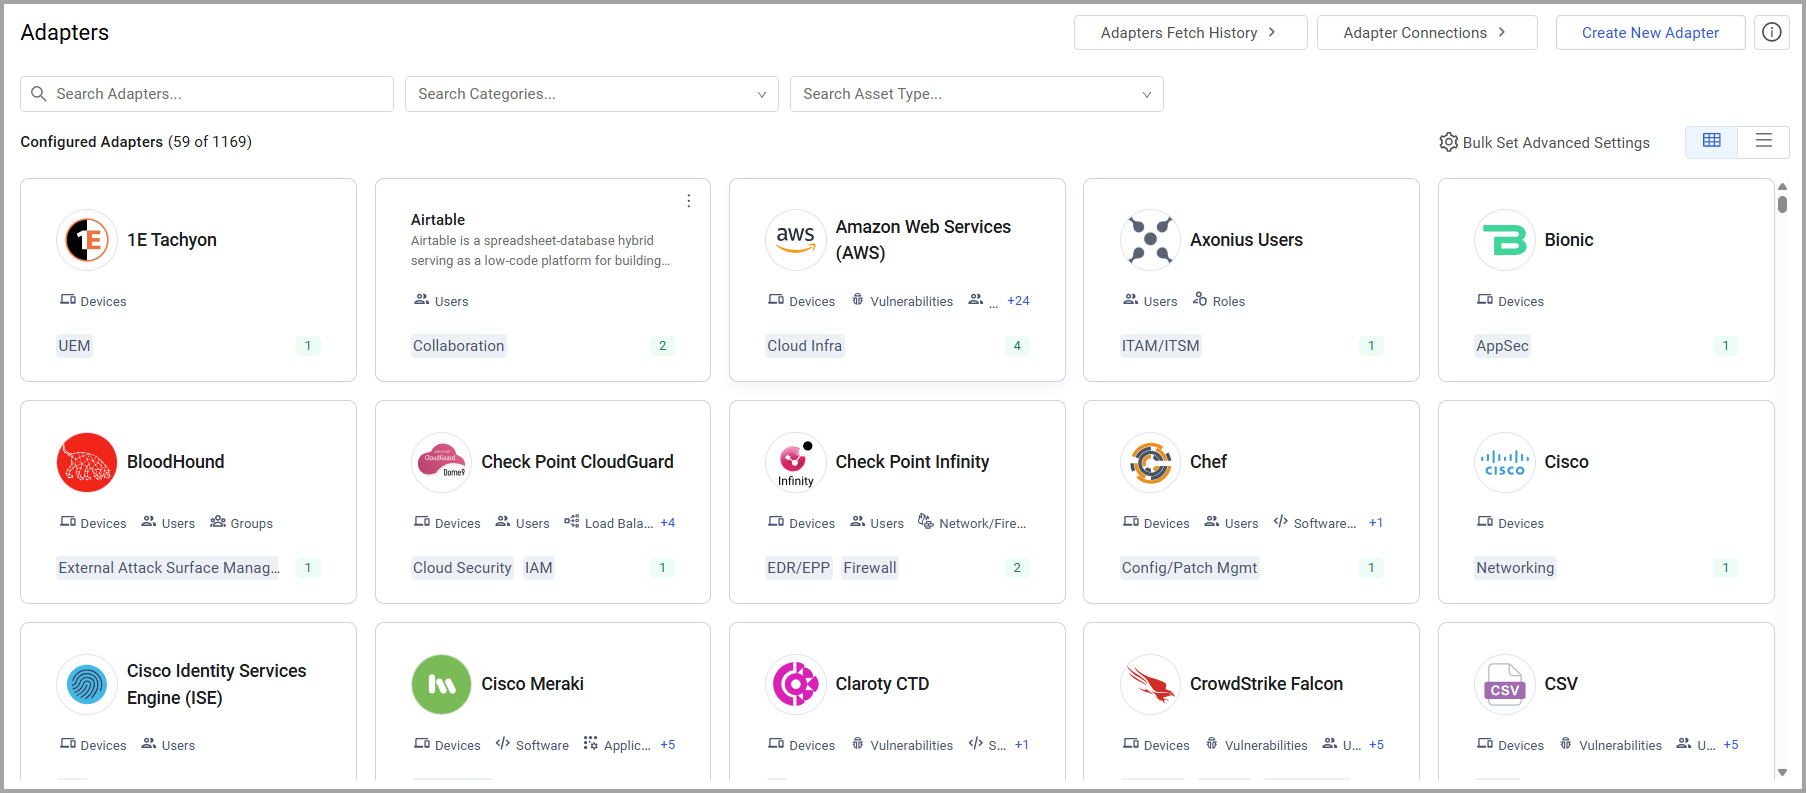 Adapters
Adapters Fetch History
Adapter Connections
Create New Adapter
Search Adapters...
Search Categories...
Search Asset Type...
Configured Adapters (59 of 1169)
Bulk Set Advanced Settings
1E
1E Tachyon
Devices
UEM
1
Airtable
Airtable is a spreadsheet-database hybrid
serving as a low-code platform for building...
Users
Collaboration
2
aws
Amazon Web Services
(AWS)
Devices
Vulnerabilities
...
+24
Cloud Infra
4
Axonius Users
Users
Roles
ITAM/ITSM
1
Bionic
Devices
AppSec
1
BloodHound
Devices
Users
Groups
External Attack Surface Manag...
1
CloudGuard
Dome9
Check Point CloudGuard
Devices
Users
Load Bala...
+4
Cloud Security
IAM
1
Infinity
Check Point Infinity
Devices
Users
Network/Fire...
EDR/EPP
Firewall
2
Chef
Devices
Users
Software...
+1
Config/Patch Mgmt
1
CISCO
Cisco
Devices
Networking
1
Cisco Identity Services
Engine (ISE)
Devices
Users
Cisco Meraki
Devices
Software
Applic...
+5
Claroty CTD
Devices
Vulnerabilities
S...
+1
CrowdStrike Falcon
Devices
Vulnerabilities
U...
+5
CSV
CSV
Devices
Vulnerabilities
U...
+5